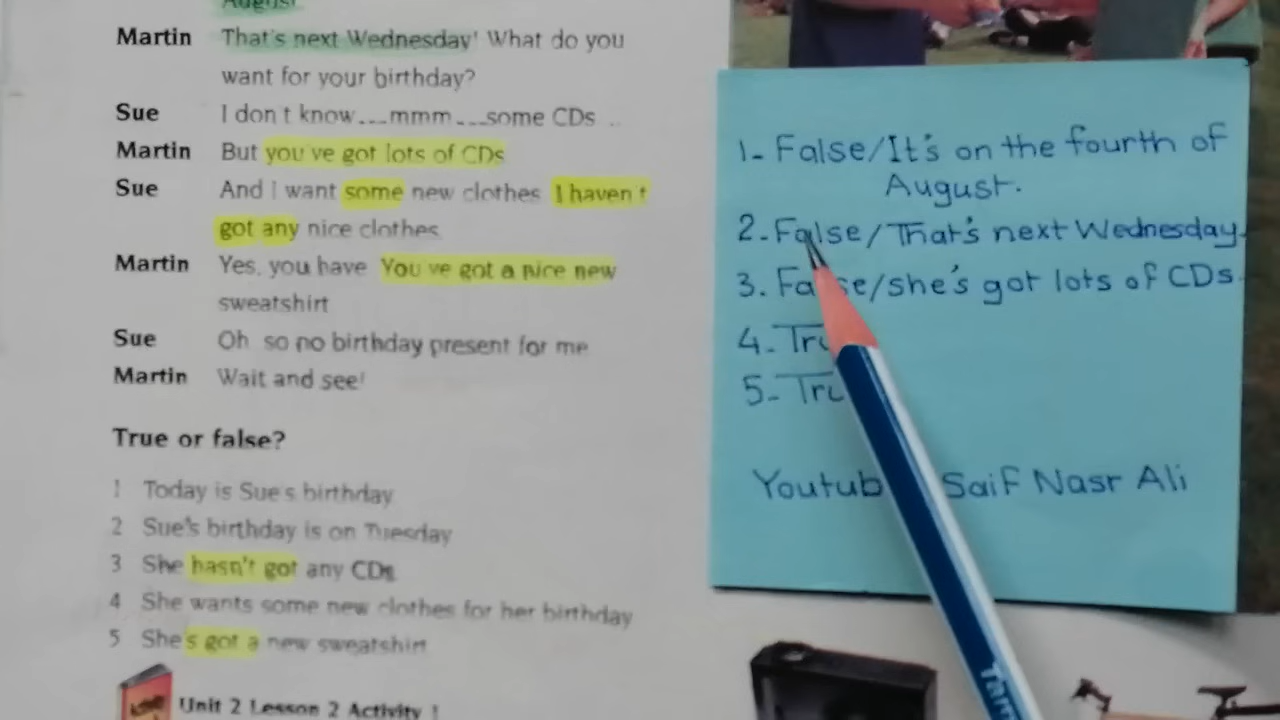 August
Martin That's next Wednesday! What do you
want for your birthday?
Sue I don't know...mmm...some CDs ..
Martin But you've got lots of CDs
Sue And I want some new clothes I haven't
got any nice clothes
Martin Yes, you have You've got a nice new
sweatshirt
Sue Oh so no birthday present for me
Martin Wait and see!
True or false?
1 Today is Sue's birthday
2 Sue's birthday is on Tuesday
3 She hasn't got any CDs
4 She wants some new clothes for her birthday
5 She's got a new sweatshirt
Unit 2 Lesson 2 Activity 1
1- False/It's on the fourth of
August.
2-False/That's next Wednesday.
3. False/she's got lots of CDs.
4- Tru
5- Tru
Youtub Saif Nasr Ali